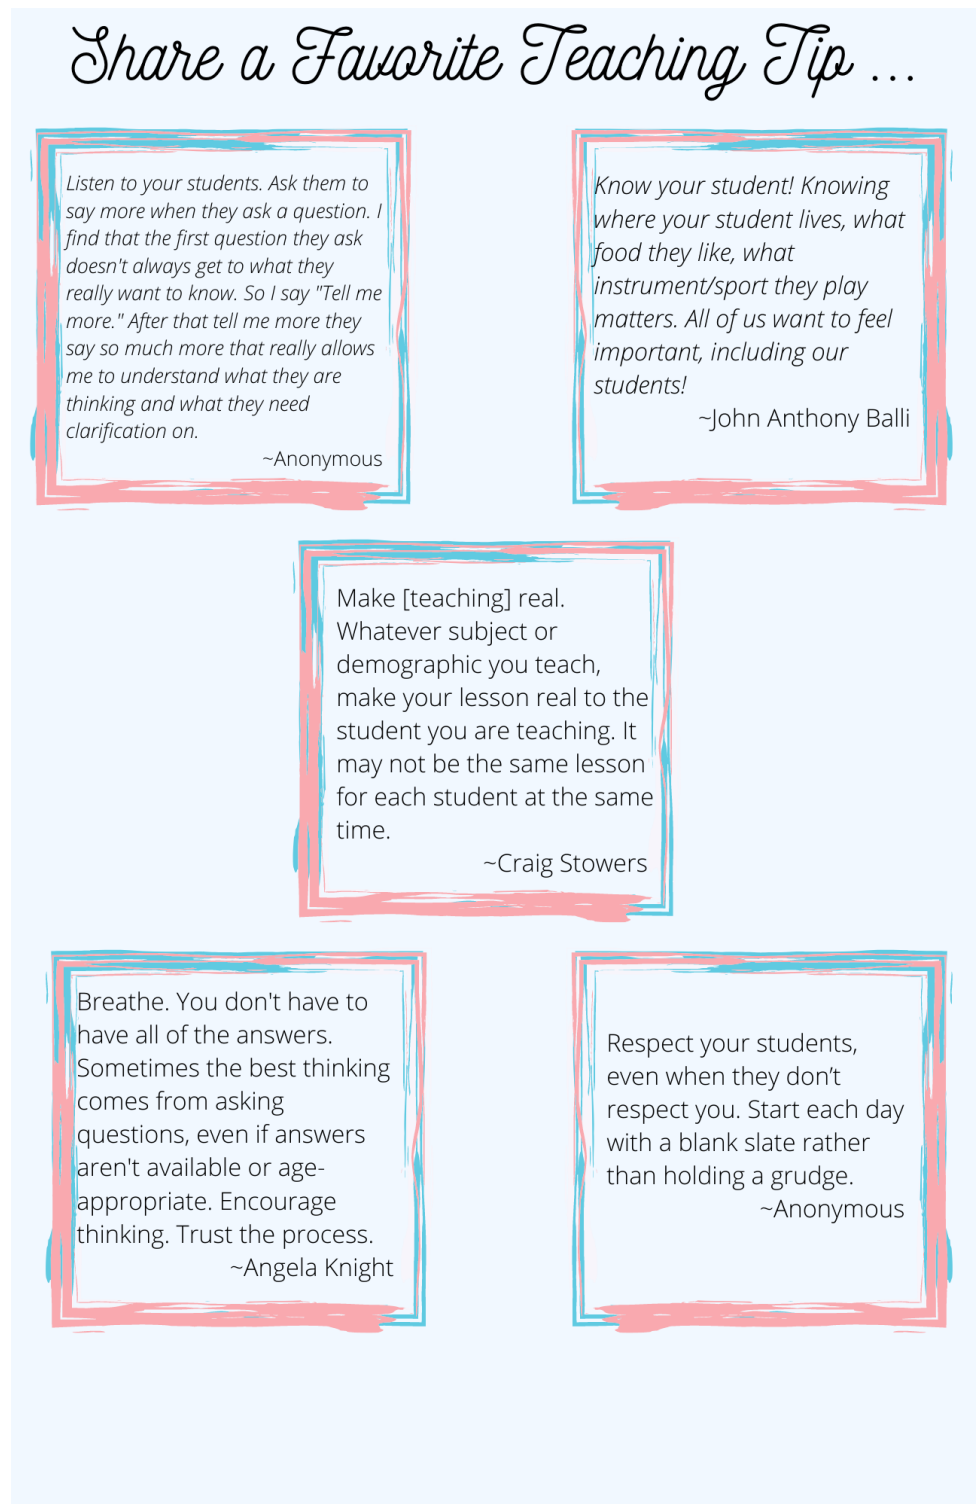 Share a Favorite Teaching Tip ...
Listen to your students. Ask them to
say more when they ask a question. I
find that the first question they ask
doesn't always get to what they
really want to know. So I say "Tell me
more." After that tell me more they
say so much more that really allows
me to understand what they are
thinking and what they need
clarification on.
~Anonymous
Know your student! Knowing
where your student lives, what
food they like, what
instrument/sport they play
matters. All of us want to feel
important, including our
students!
~John Anthony Balli
Make [teaching] real.
Whatever subject or
demographic you teach,
make your lesson real to the
student you are teaching. It
may not be the same lesson
for each student at the same
time.
~Craig Stowers
Breathe. You don't have to
have all of the answers.
Sometimes the best thinking
comes from asking
questions, even if answers
aren't available or age-
appropriate. Encourage
thinking. Trust the process.
~Angela Knight
Respect your students,
even when they don’t
respect you. Start each day
with a blank slate rather
than holding a grudge.
~Anonymous